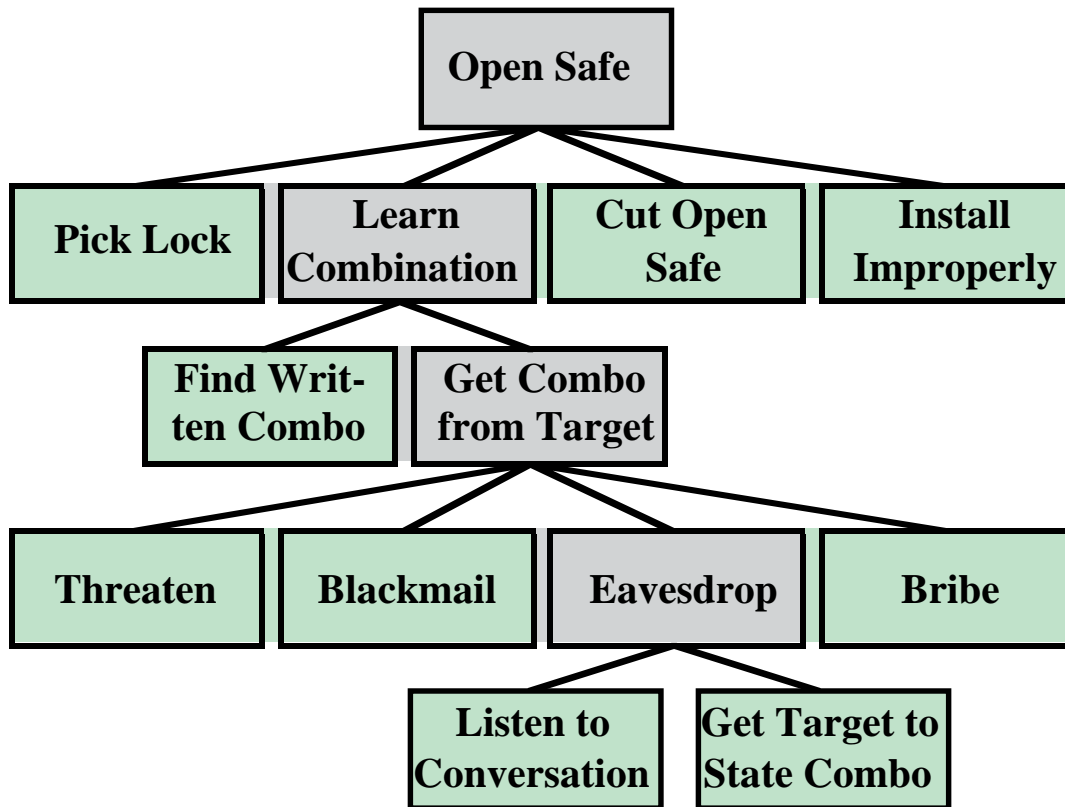 Open Safe
Pick Lock
Learn
Combination
Cut Open
Safe
Install
Improperly
Find Writ-
ten Combo
Get Combo
from Target
Threaten
Blackmail
Eavesdrop
Bribe
Listen to
Conversation
Get Target to
State Combo